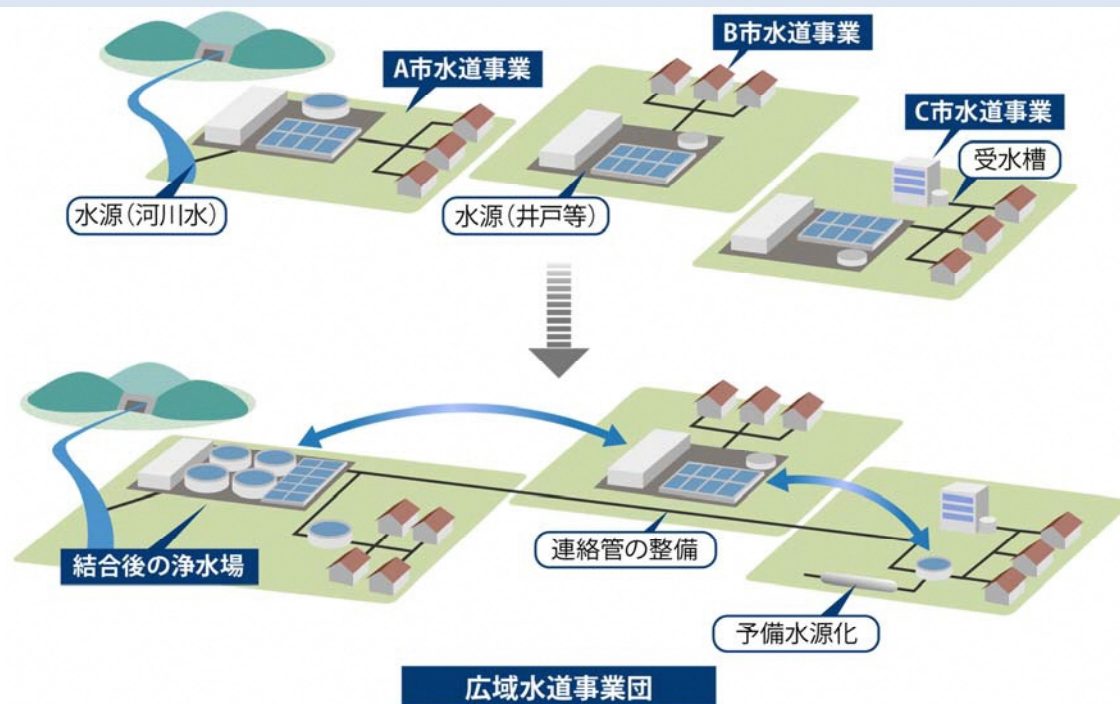 B市水道事業
A市水道事業
C市水道事業
受水槽
水源(河川水)
水源(井戸等)
結合後の浄水場
連絡管の整備
予備水源化
広域水道事業団